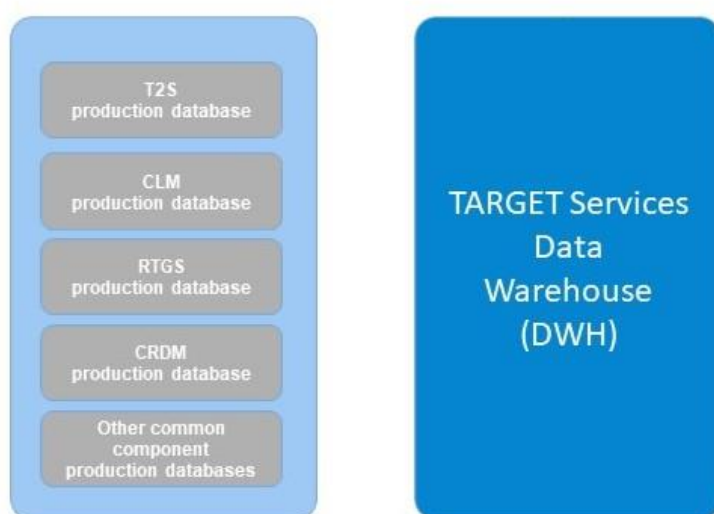 T2S
production database
CLM
production database
RTGS
production database
CRDM
production database
Other common
component
production databases
TARGET Services
Data
Warehouse
(DWH)